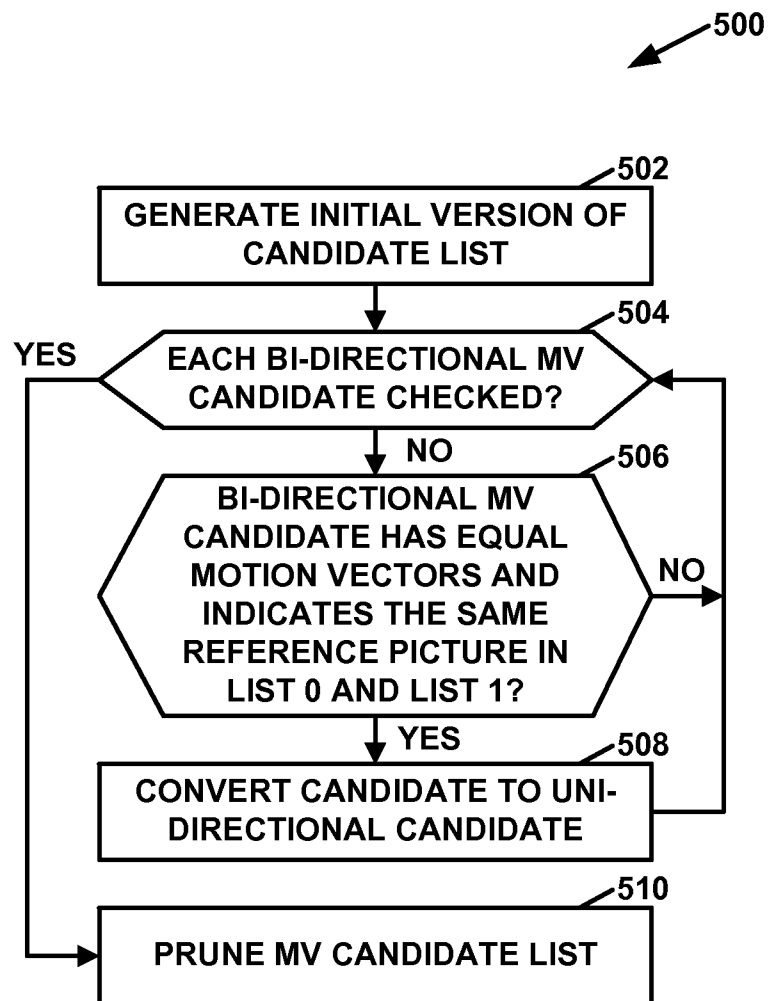 500
502
GENERATE INITIAL VERSION OF
CANDIDATE LIST
504
YES
EACH BI-DIRECTIONAL MV
CANDIDATE CHECKED?
NO
506
BI-DIRECTIONAL MV
CANDIDATE HAS EQUAL
MOTION VECTORS AND
INDICATES THE SAME
REFERENCE PICTURE IN
LIST 0 AND LIST 1?
NO
YES
508
CONVERT CANDIDATE TO UNI-
DIRECTIONAL CANDIDATE
510
PRUNE MV CANDIDATE LIST